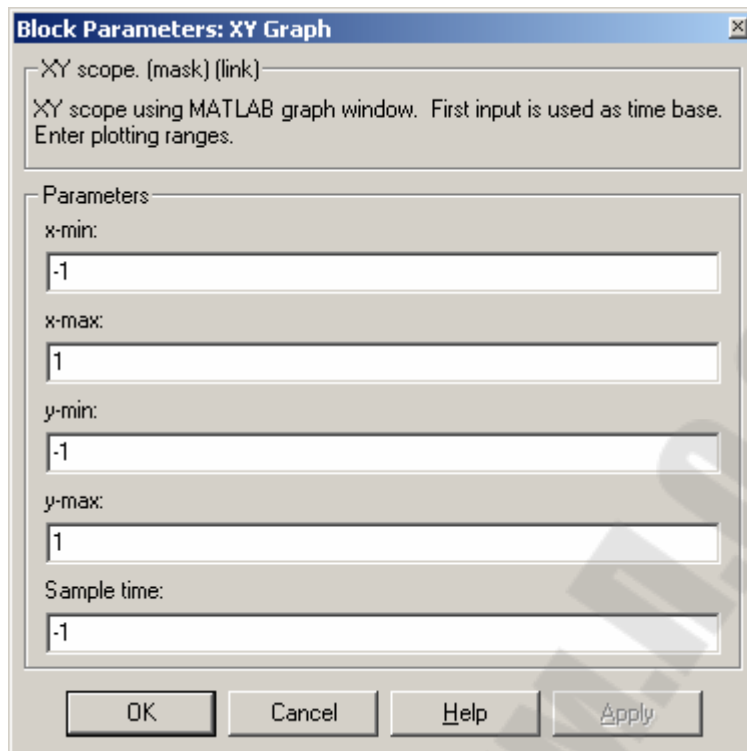 Block Parameters: XY Graph
XY scope. (mask) (link)
XY scope using MATLAB graph window. First input is used as time base.
Enter plotting ranges.
Parameters
x-min:
-1
x-max:
1
y-min:
-1
y-max:
1
Sample time:
-1
OK Cancel Help Apply